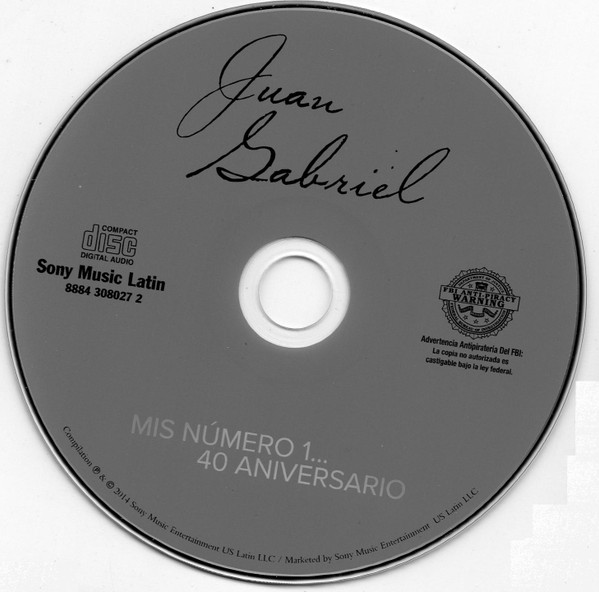 Juan
Gabriël
COMPACT
disc
DIGITAL AUDIO
Sony Music Latin
8884 308027 2
FBI ANTI-PIRACY
WARNING
Advertencia Antipiratería Del FBI:
La copia no autorizada es
castigable bajo la ley federal.
MIS NÚMERO 1...
40 ANIVERSARIO
Compilation ℗ & © 2014 Sony Music Entertainment US Latin LLC / Marketed by Sony Music Entertainment US Latin LLC